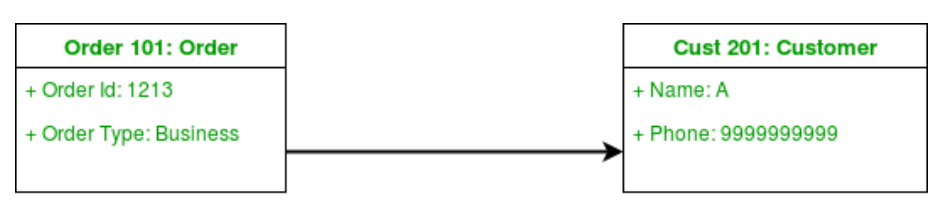 Order 101: Order
+ Order Id: 1213
+ Order Type: Business
Cust 201: Customer
+ Name: A
+ Phone: 9999999999